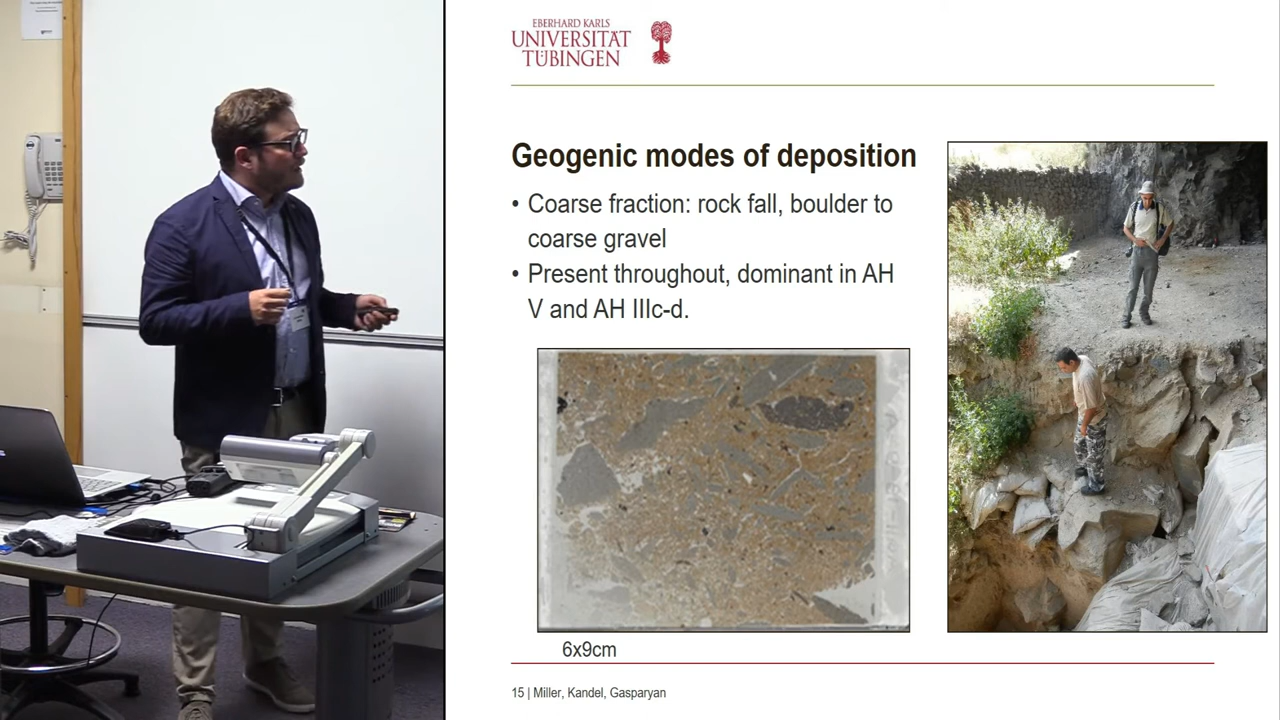 EBERHARD KARLS
UNIVERSITÄT
TÜBINGEN
Geogenic modes of deposition
• Coarse fraction: rock fall, boulder to
coarse gravel
• Present throughout, dominant in AH
V and AH IIIc-d.
6x9cm
15 | Miller, Kandel, Gasparyan